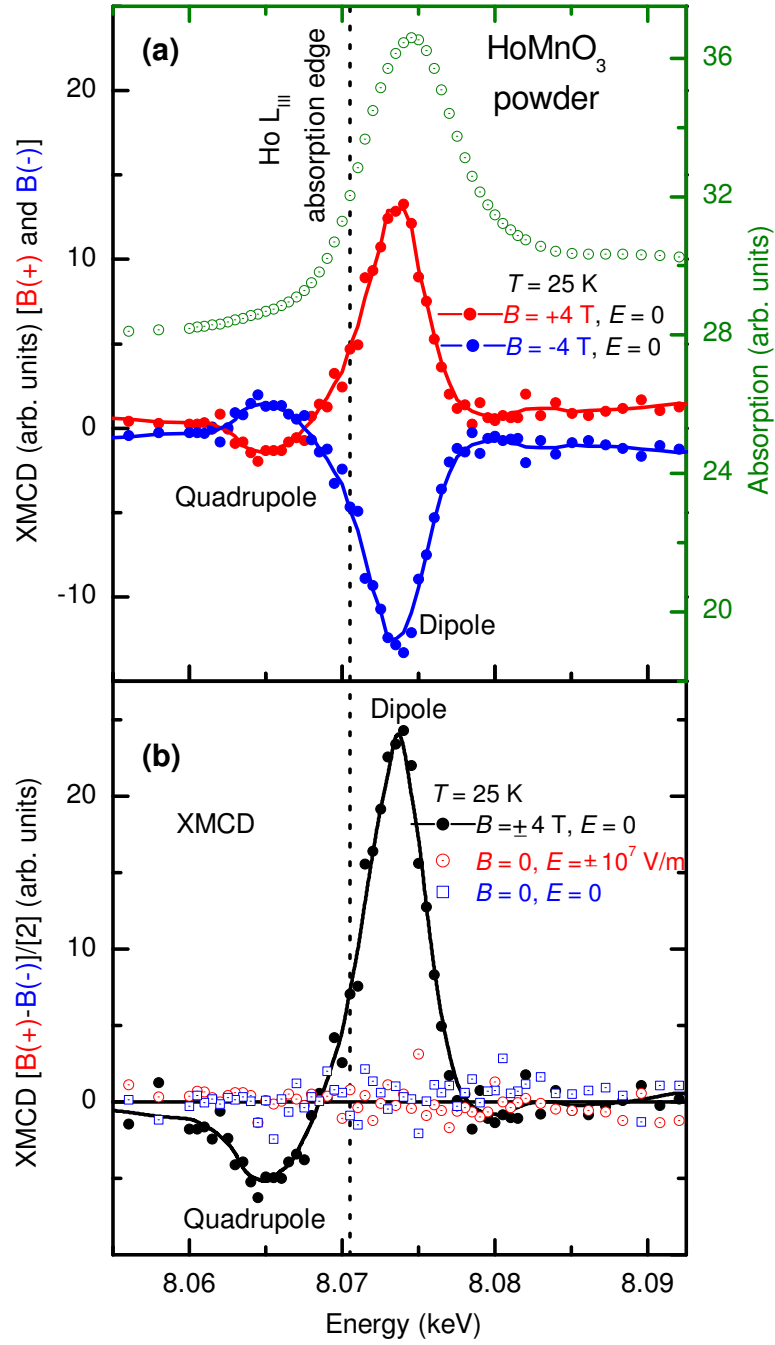 (a)
HoMnO3
powder
Ho LIII
absorption edge
T = 25 K
B = +4 T, E = 0
B = -4 T, E = 0
Quadrupole
Dipole
XMCD (arb. units) [B(+) and B(-)]
20
10
0
-10
Absorption (arb. units)
36
32
28
24
20
(b)
Dipole
XMCD
T = 25 K
B = ± 4 T, E = 0
B = 0, E = ± 10^7 V/m
B = 0, E = 0
Quadrupole
XMCD [B(+)-B(-)]/[2] (arb. units)
20
10
0
8.06
8.07
8.08
8.09
Energy (keV)